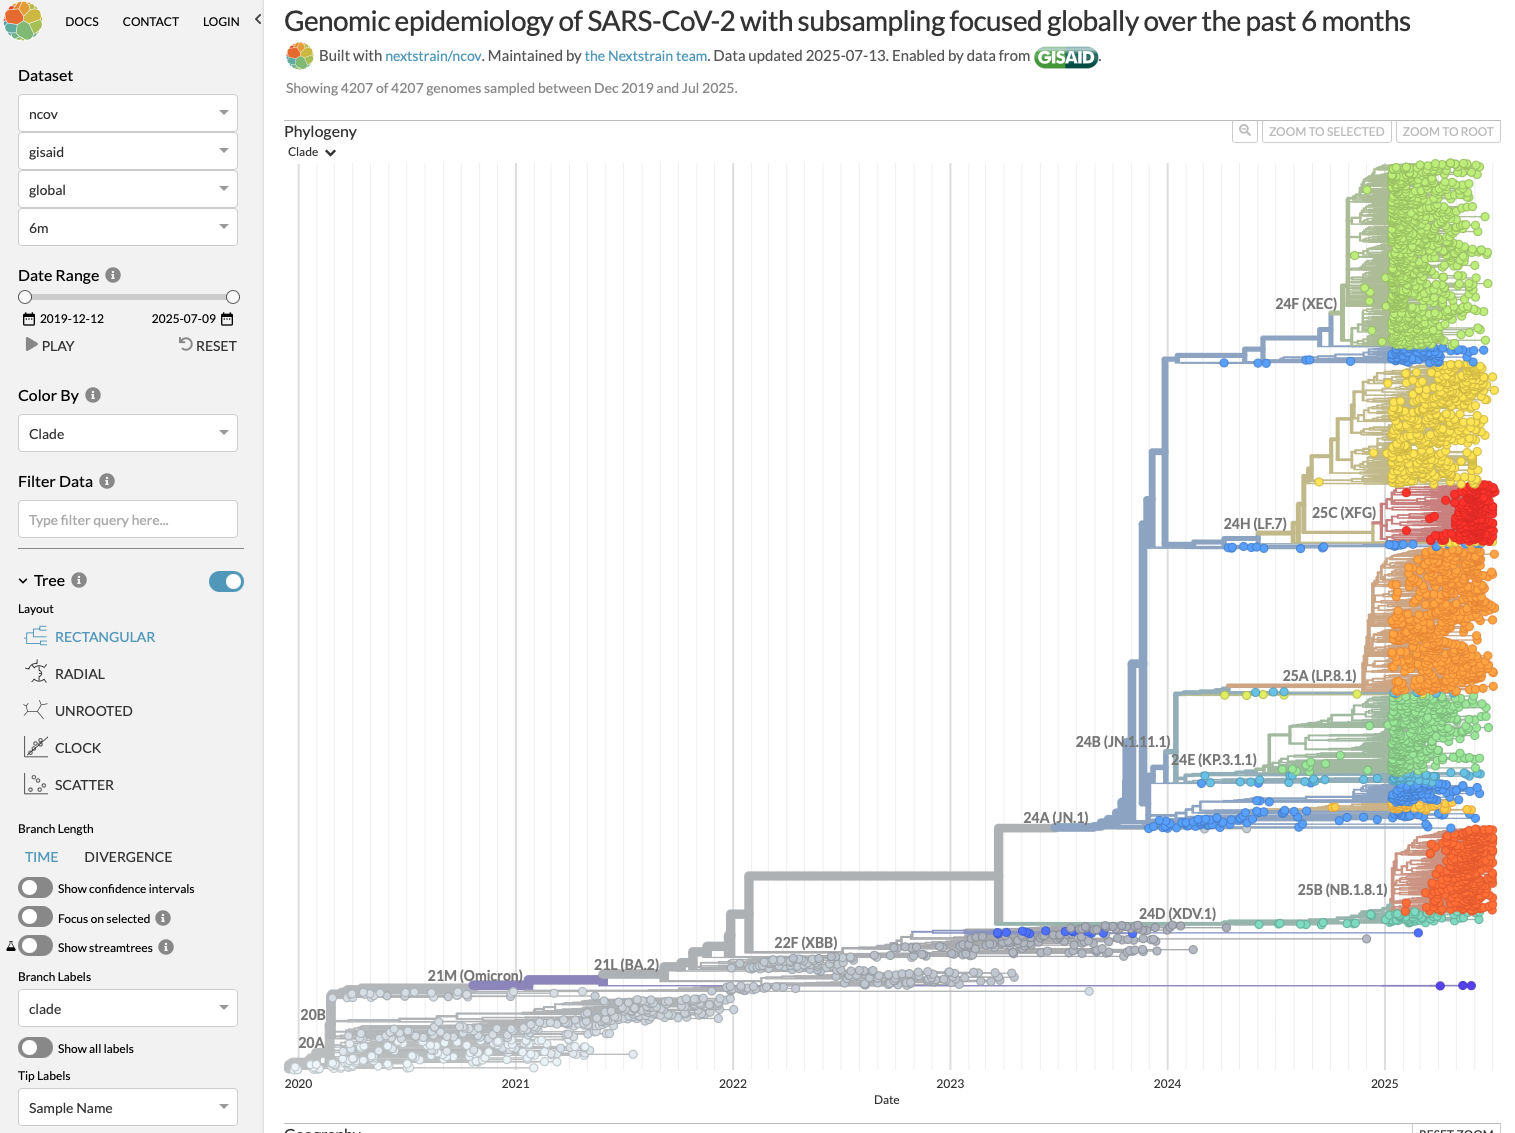 DOCS CONTACT LOGIN
Genomic epidemiology of SARS-CoV-2 with subsampling focused globally over the past 6 months
Built with nextstrain/ncov. Maintained by the Nextstrain team. Data updated 2025-07-13. Enabled by data from GISAID.
Showing 4207 of 4207 genomes sampled between Dec 2019 and Jul 2025.
Dataset
ncov
gisaid
global
6m
Date Range
2019-12-12 2025-07-09
PLAY RESET
Color By
Clade
Filter Data
Type filter query here...
Tree
Layout
RECTANGULAR
RADIAL
UNROOTED
CLOCK
SCATTER
Branch Length
TIME DIVERGENCE
Show confidence intervals
Focus on selected
Show streamtrees
Branch Labels
clade
Show all labels
Tip Labels
Sample Name
Phylogeny
ZOOM TO SELECTED ZOOM TO ROOT
Clade
24F (XEC)
25C (XFG)
24H (LF.7)
25A (LP.8.1)
24B (JN.1.11.1)
24E (KP.3.1.1)
24A (JN.1)
25B (NB.1.8.1)
24D (XDV.1)
22F (XBB)
21L (BA.2)
21M (Omicron)
20B
20A
2020 2021 2022 2023 2024 2025
Date
Geography
RESET ZOOM